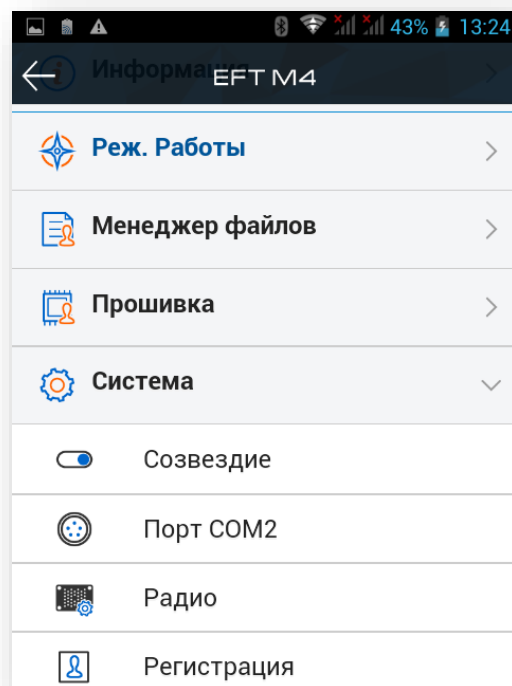 43% 13:24
Информация
EFT M4
Реж. Работы
Менеджер файлов
Прошивка
Система
Созвездие
Порт COM2
Радио
Регистрация